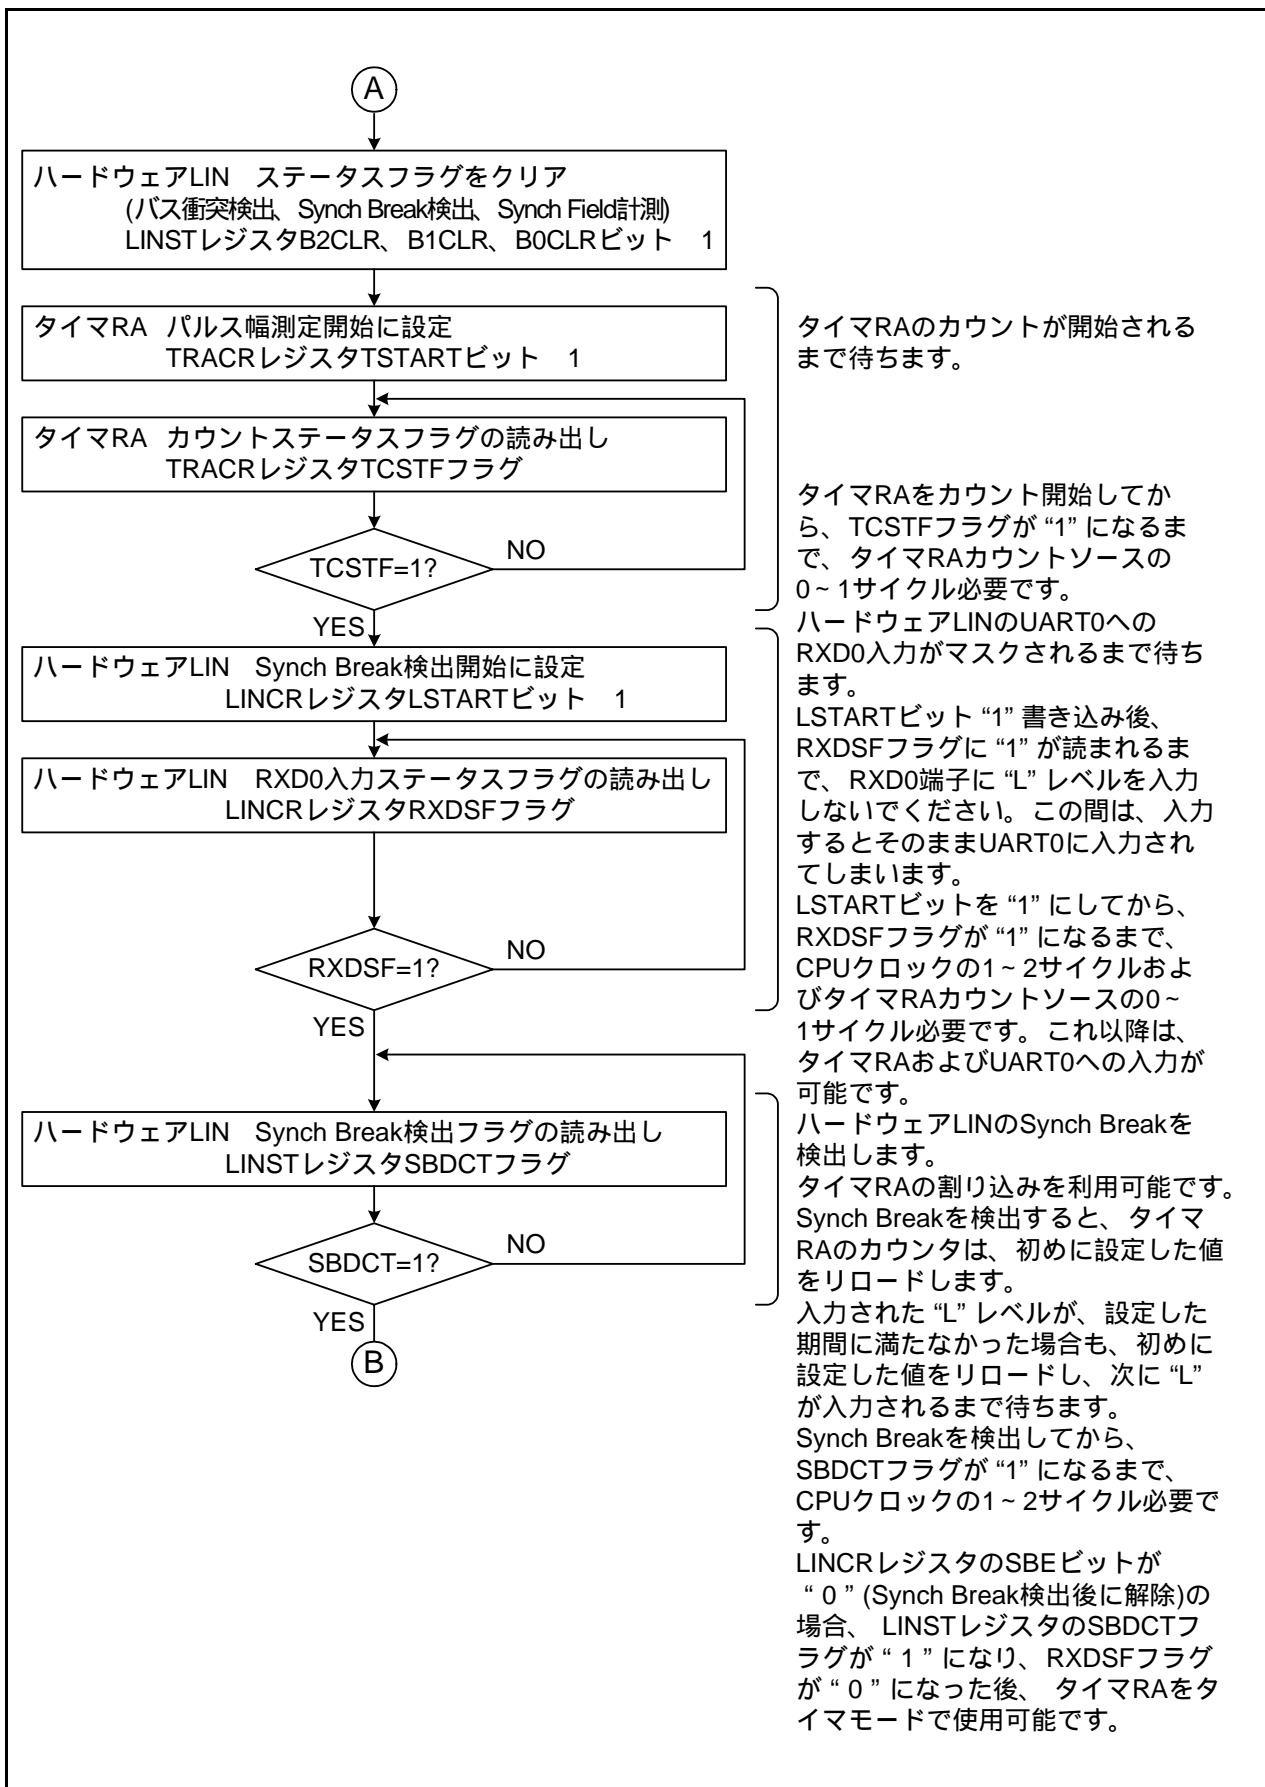 A
ハードウェアLIN　ステータスフラグをクリア
(バス衝突検出、Synch Break検出、Synch Field計測)
LINSTレジスタB2CLR、B1CLR、B0CLRビット　1
タイマRA　パルス幅測定開始に設定
TRACRレジスタTSTARTビット　1
タイマRA　カウントステータスフラグの読み出し
TRACRレジスタTCSTFフラグ
TCSTF=1?
NO
YES
ハードウェアLIN　Synch Break検出開始に設定
LINCRレジスタLSTARTビット　1
ハードウェアLIN　RXD0入力ステータスフラグの読み出し
LINCRレジスタRXDSFフラグ
RXDSF=1?
NO
YES
ハードウェアLIN　Synch Break検出フラグの読み出し
LINSTレジスタSBDCTフラグ
SBDCT=1?
NO
YES
B
タイマRAのカウントが開始される
まで待ちます。
タイマRAをカウント開始してか
ら、TCSTFフラグが “1” になるま
で、タイマRAカウントソースの
0~1サイクル必要です。
ハードウェアLINのUART0への
RXD0入力がマスクされるまで待ち
ます。
LSTARTビット “1” 書き込み後、
RXDSFフラグに “1” が読まれるま
で、RXD0端子に “L” レベルを入力
しないでください。この間は、入力
するとそのままUART0に入力され
てしまいます。
LSTARTビットを “1” にしてから、
RXDSFフラグが “1” になるまで、
CPUクロックの1~2サイクルおよ
びタイマRAカウントソースの0~
1サイクル必要です。これ以降は、
タイマRAおよびUART0への入力が
可能です。
ハードウェアLINのSynch Breakを
検出します。
タイマRAの割り込みを利用可能です。
Synch Breakを検出すると、タイマ
RAのカウンタは、初めに設定した値
をリロードします。
入力された “L” レベルが、設定した
期間に満たなかった場合も、初めに
設定した値をリロードし、次に “L”
が入力されるまで待ちます。
Synch Breakを検出してから、
SBDCTフラグが “1” になるまで、
CPUクロックの1~2サイクル必要で
す。
LINCRレジスタのSBEビットが
“ 0 ” (Synch Break検出後に解除)の
場合、 LINSTレジスタのSBDCTフ
ラグが “ 1 ” になり、RXDSFフラグ
が “ 0 ” になった後、 タイマRAをタ
イマモードで使用可能です。